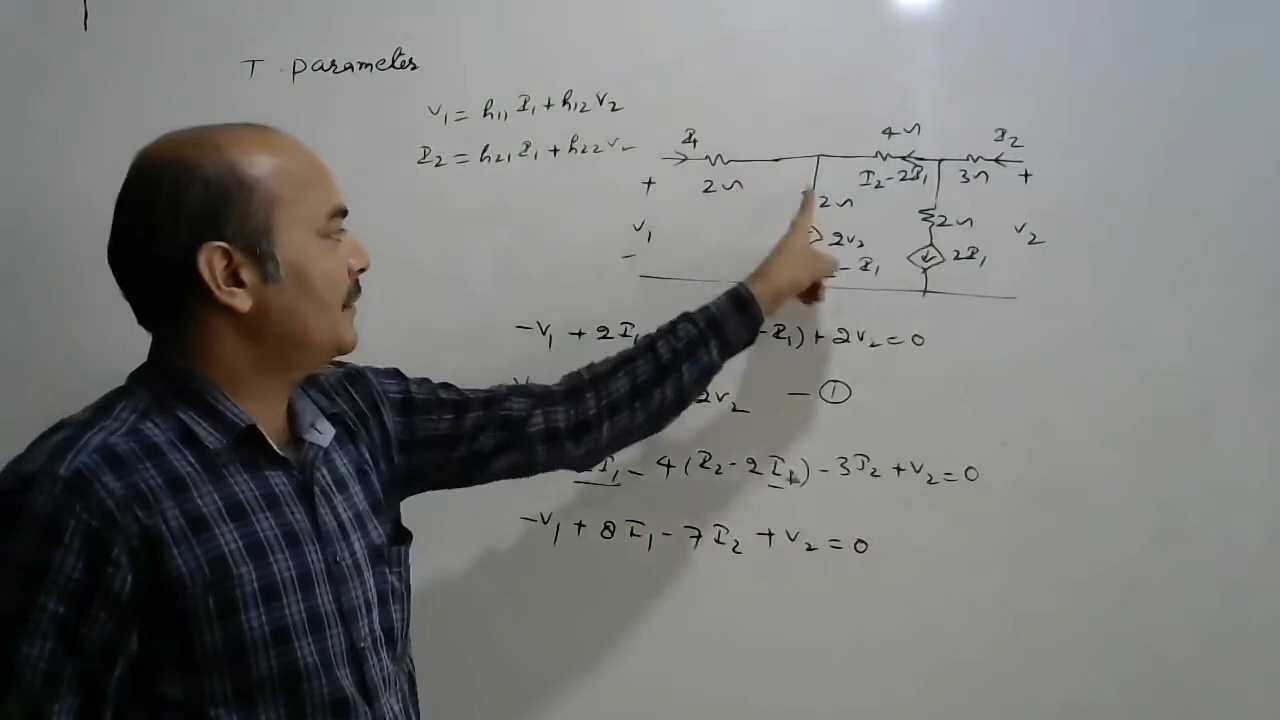 T parameter
V1 = h11 I1 + h12 V2
I2 = h21 I1 + h22 V2
I1
4Ω
I2
2Ω
I2-2I1
3Ω
+
+
2Ω
2Ω
V1
2V2
V2
-
-I1
2I1
-V1 + 2I1 -I1) + 2V2 = 0
2V2 - ①
2I1 - 4(I2-2I1) - 3I2 + V2 = 0
-V1 + 8I1 - 7I2 + V2 = 0